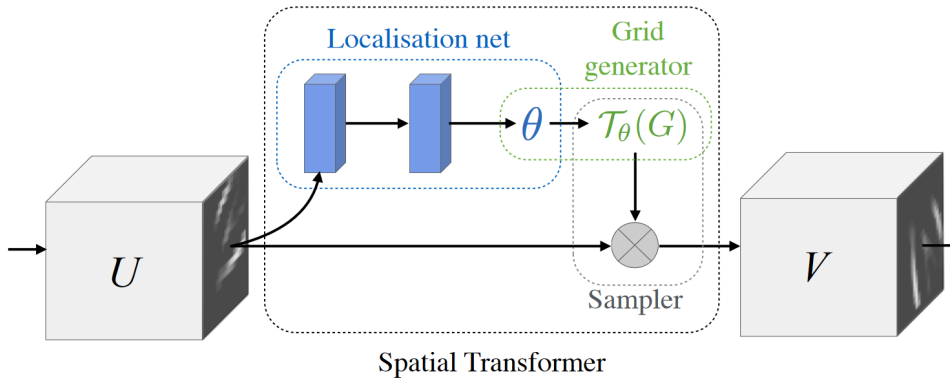 Localisation net
Grid
generator
θ
𝒯θ(G)
U
V
Sampler
Spatial Transformer